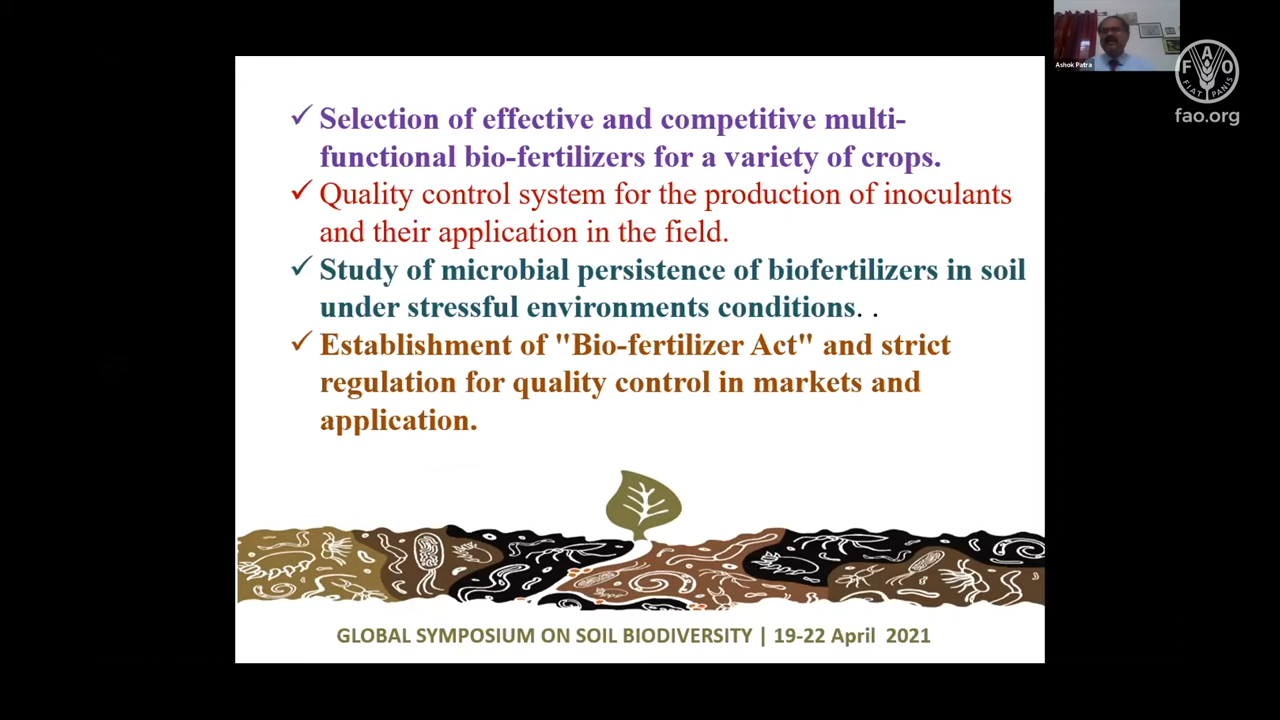 ✓ Selection of effective and competitive multi-
functional bio-fertilizers for a variety of crops.
✓ Quality control system for the production of inoculants
and their application in the field.
✓ Study of microbial persistence of biofertilizers in soil
under stressful environments conditions. .
✓ Establishment of "Bio-fertilizer Act" and strict
regulation for quality control in markets and
application.
GLOBAL SYMPOSIUM ON SOIL BIODIVERSITY | 19-22 April 2021
Ashok Patra
F A O
FIAT PANIS
fao.org